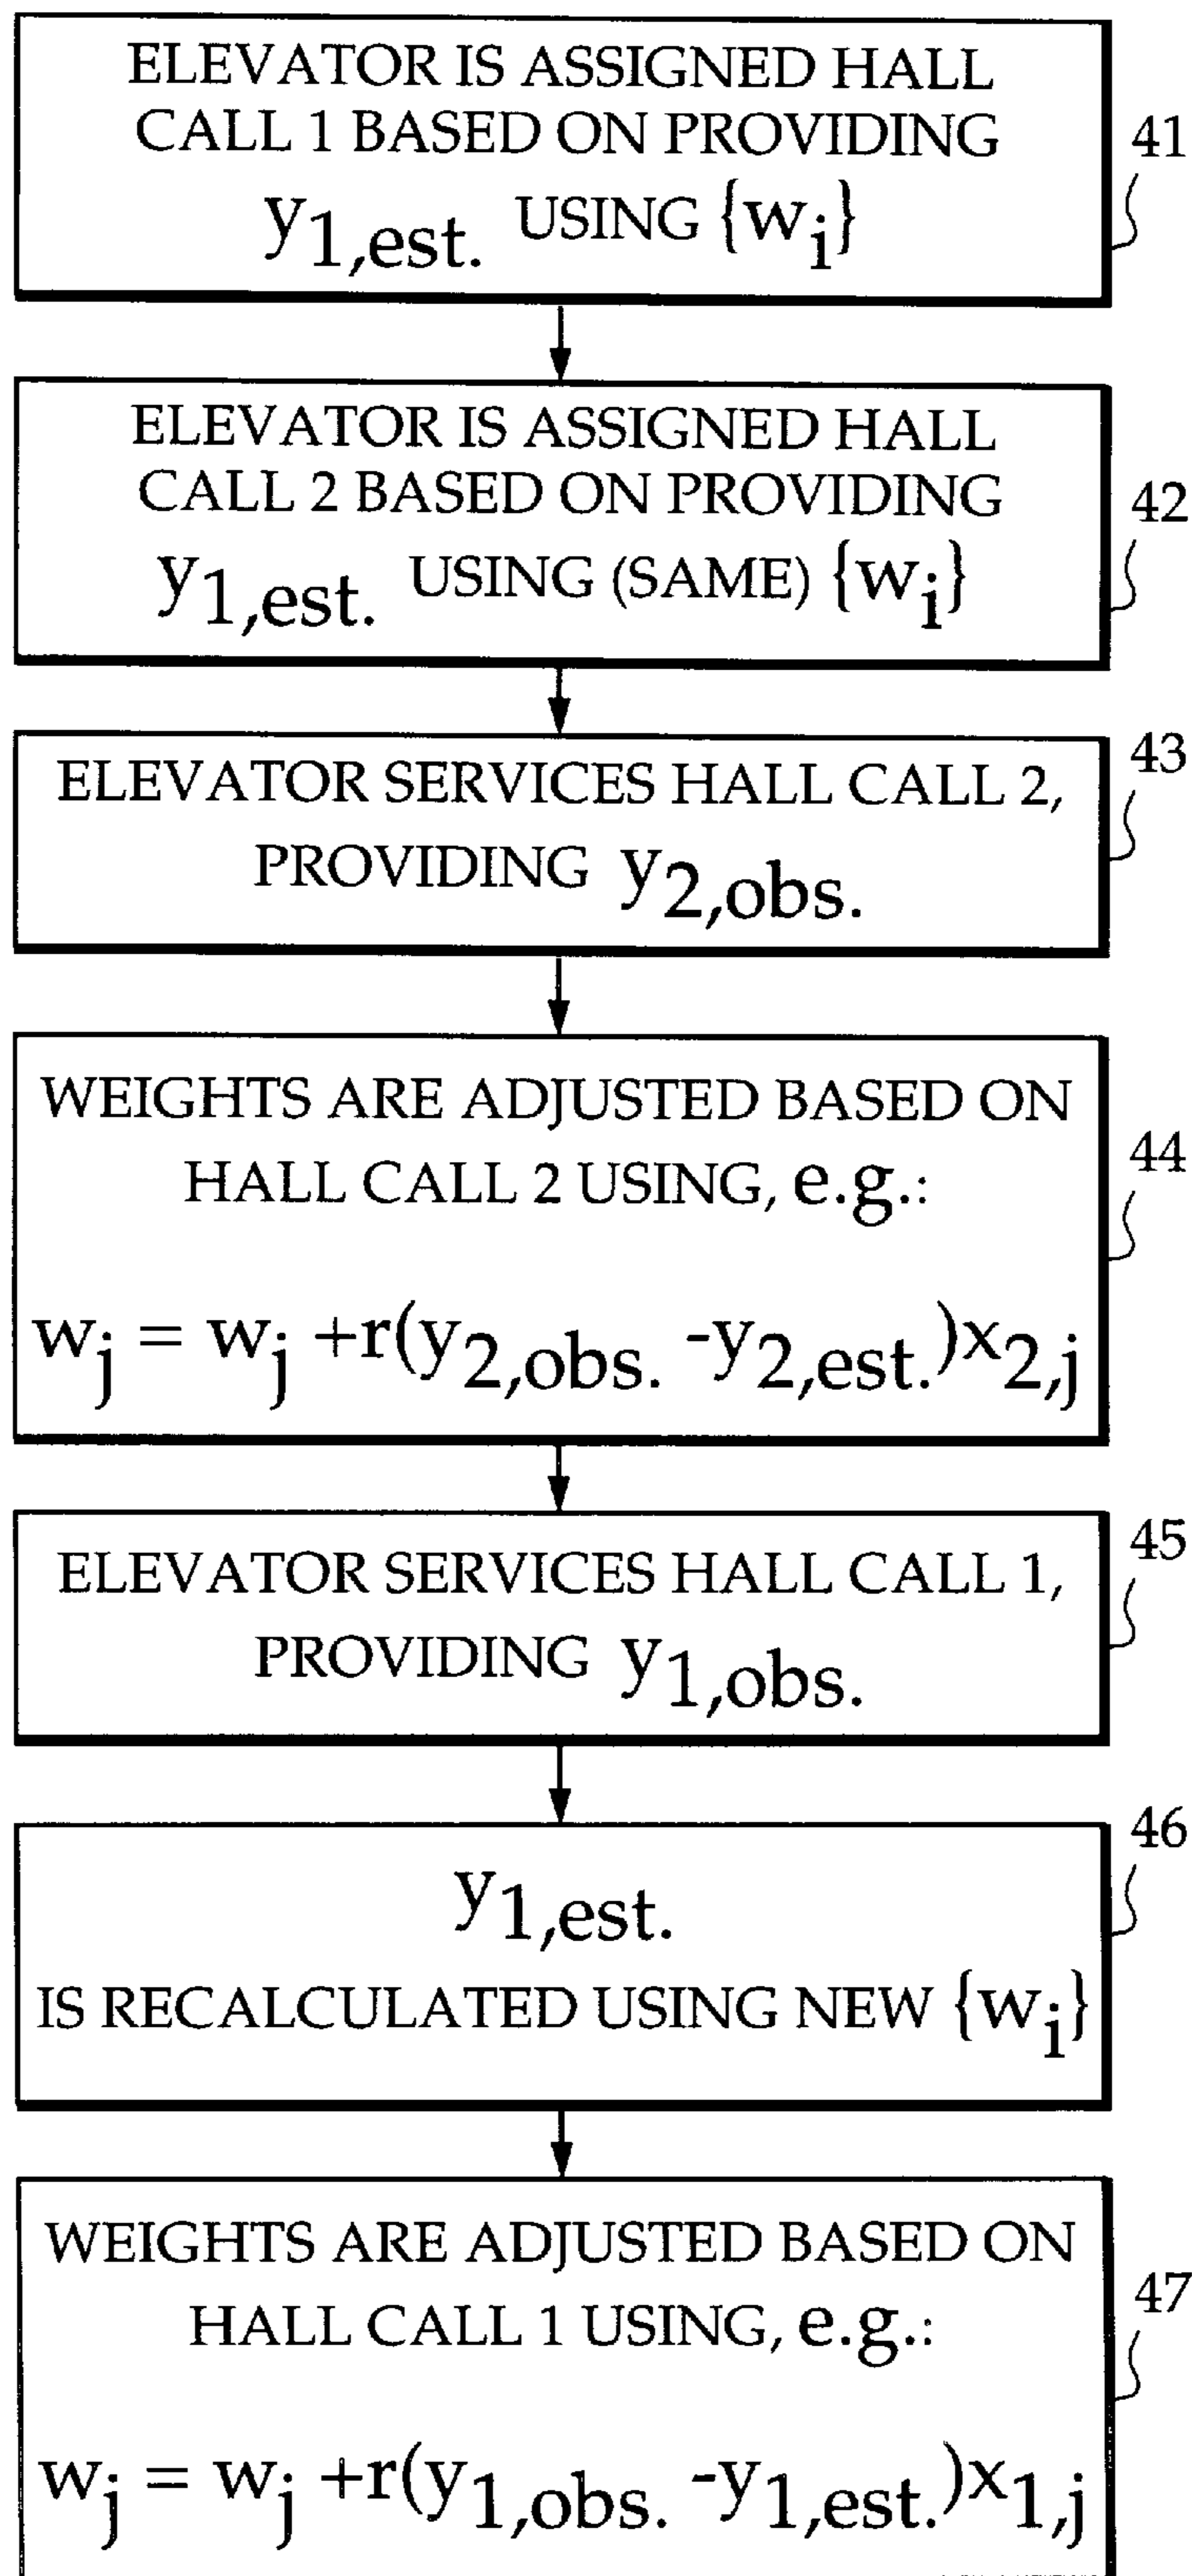 ELEVATOR IS ASSIGNED HALL
CALL 1 BASED ON PROVIDING
y1,est. USING {wi}
41
ELEVATOR IS ASSIGNED HALL
CALL 2 BASED ON PROVIDING
y1,est. USING (SAME) {wi}
42
ELEVATOR SERVICES HALL CALL 2,
PROVIDING y2,obs.
43
WEIGHTS ARE ADJUSTED BASED ON
HALL CALL 2 USING, e.g.:
wj = wj +r(y2,obs. -y2,est.)x2,j
44
ELEVATOR SERVICES HALL CALL 1,
PROVIDING y1,obs.
45
y1,est.
IS RECALCULATED USING NEW {wi}
46
WEIGHTS ARE ADJUSTED BASED ON
HALL CALL 1 USING, e.g.:
wj = wj +r(y1,obs. -y1,est.)x1,j
47